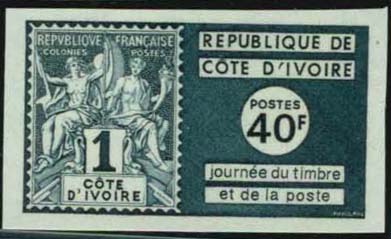 REPVBLIQVE FRANÇAISE
COLONIES POSTES
1
CÔTE
D'IVOIRE
REPUBLIQUE DE
CÔTE D'IVOIRE
POSTES
40F
journée du timbre
et de la poste